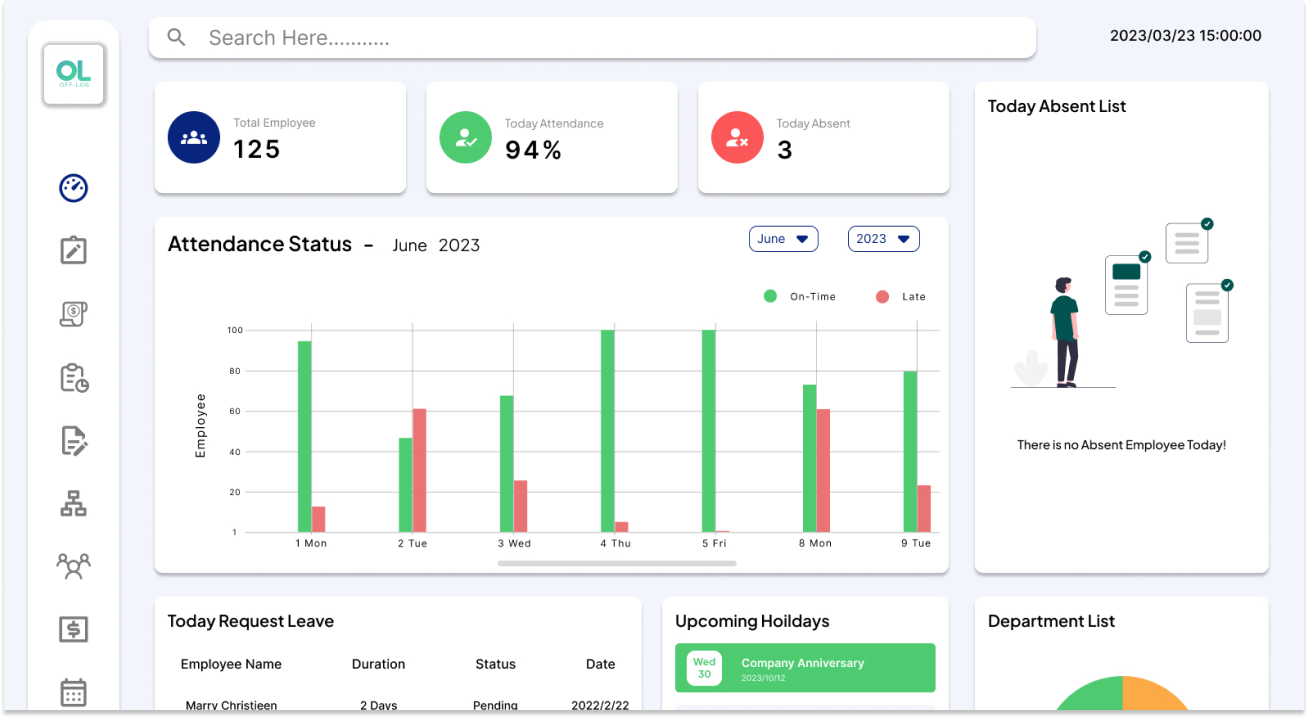 OL
OFF-LOG
Search Here...........
2023/03/23 15:00:00
Total Employee
125
Today Attendance
94%
Today Absent
3
Today Absent List
There is no Absent Employee Today!
Attendance Status - June 2023
June
2023
On-Time
Late
Employee
100
80
60
40
20
1
1 Mon
2 Tue
3 Wed
4 Thu
5 Fri
8 Mon
9 Tue
Today Request Leave
Employee Name Duration Status Date
Marry Christieen 2 Days Pending 2022/2/22
Upcoming Hoildays
Wed
30
Company Anniversary
2023/10/12
Department List